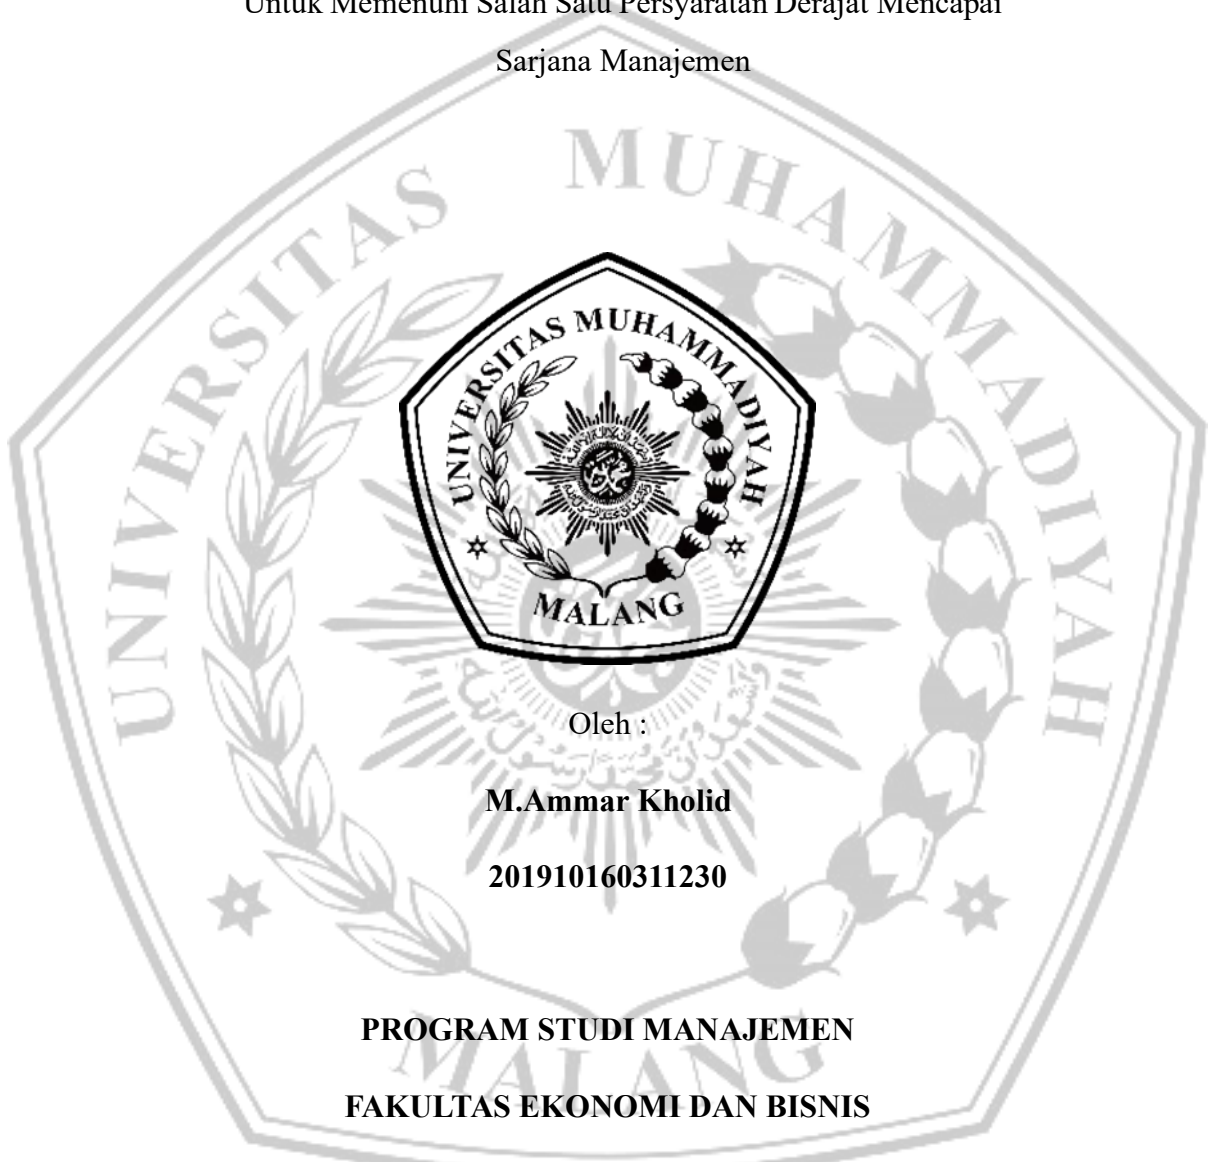 Untuk Memenuhi Salah Satu Persyaratan Derajat Mencapai
Sarjana Manajemen
UNIVERSITAS MUHAMMADIYAH
MALANG
UNIVERSITAS MUHAMMADIYAH
MALANG
Oleh :
M.Ammar Kholid
201910160311230
PROGRAM STUDI MANAJEMEN
FAKULTAS EKONOMI DAN BISNIS